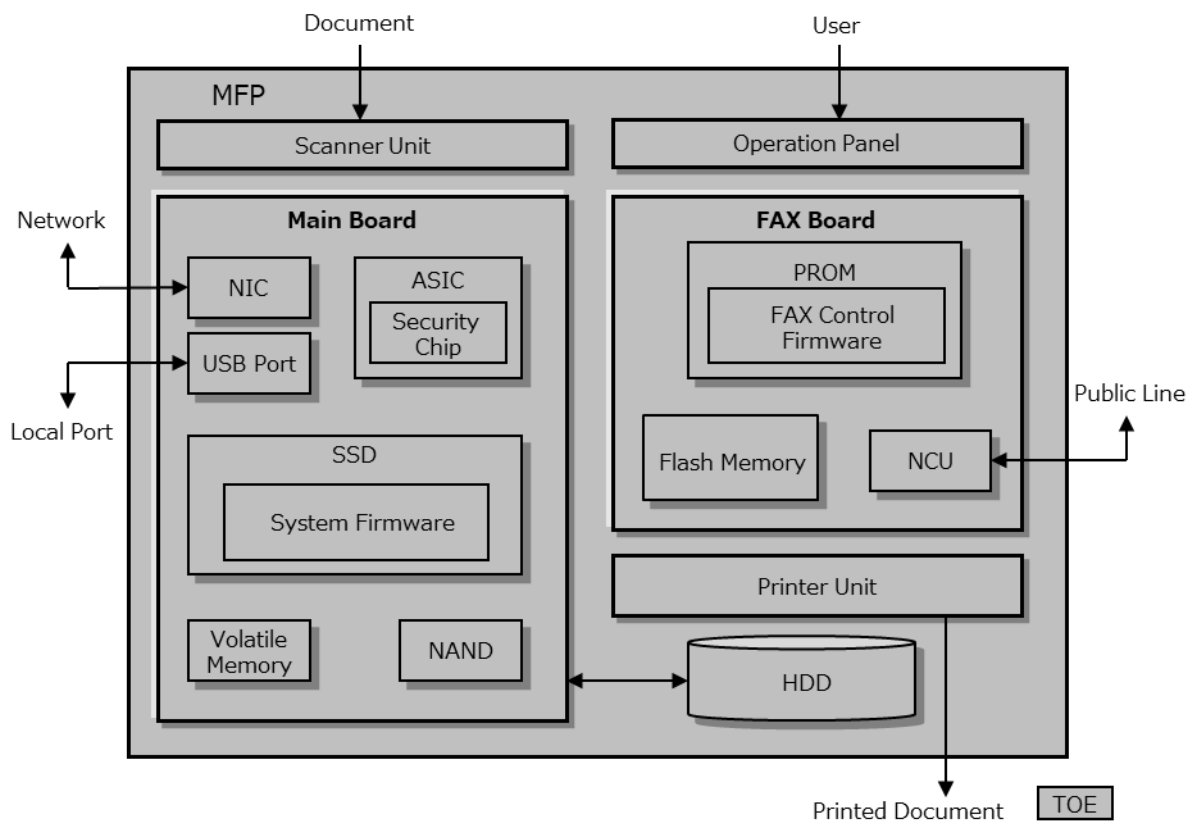 Document
User
MFP
Scanner Unit
Operation Panel
Network
Main Board
FAX Board
NIC
ASIC
Security
Chip
PROM
FAX Control
Firmware
USB Port
Local Port
Public Line
SSD
System Firmware
Flash Memory
NCU
Printer Unit
Volatile
Memory
NAND
HDD
Printed Document
TOE